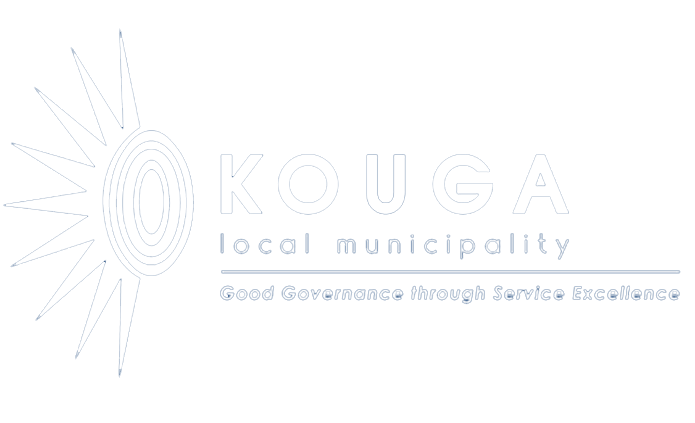 KOUGA
local municipality
Good Governance through Service Excellence